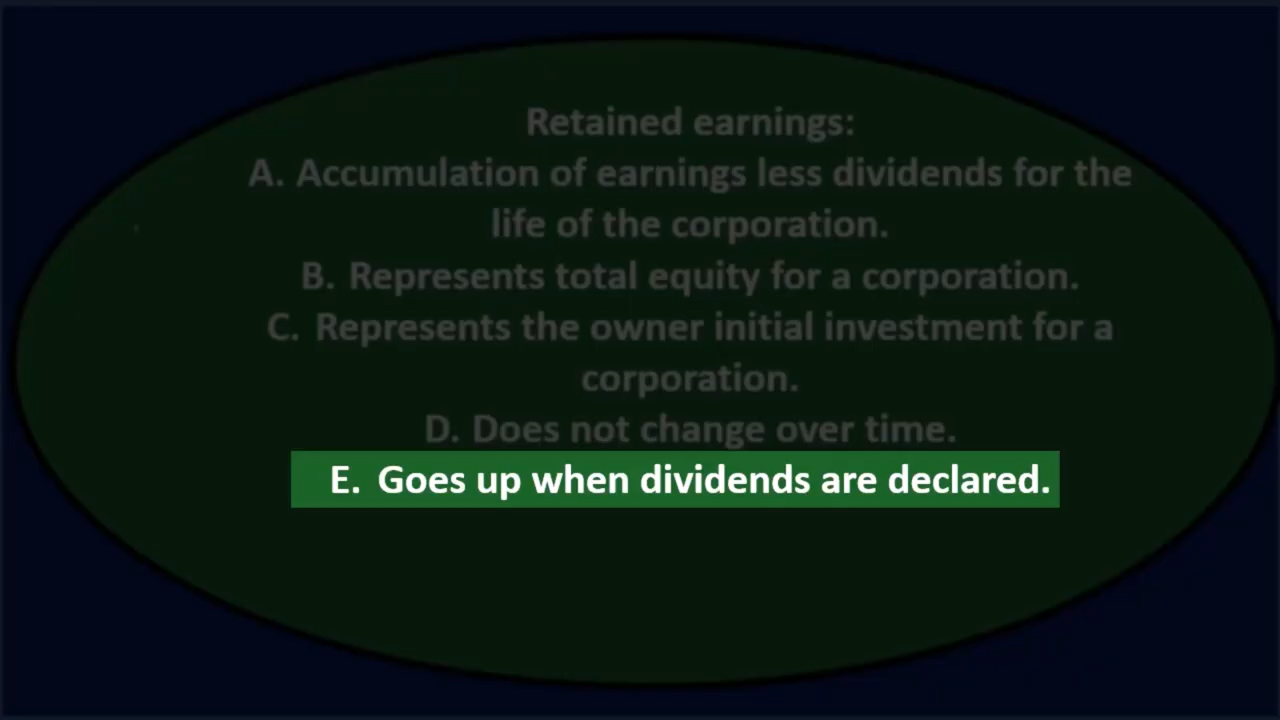 Retained earnings:
A. Accumulation of earnings less dividends for the
life of the corporation.
B. Represents total equity for a corporation.
C. Represents the owner initial investment for a
corporation.
D. Does not change over time.
E. Goes up when dividends are declared.